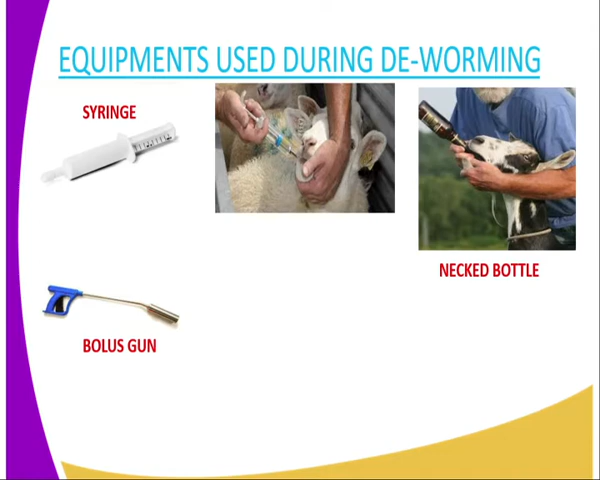 EQUIPMENTS USED DURING DE-WORMING
SYRINGE
NECKED BOTTLE
BOLUS GUN